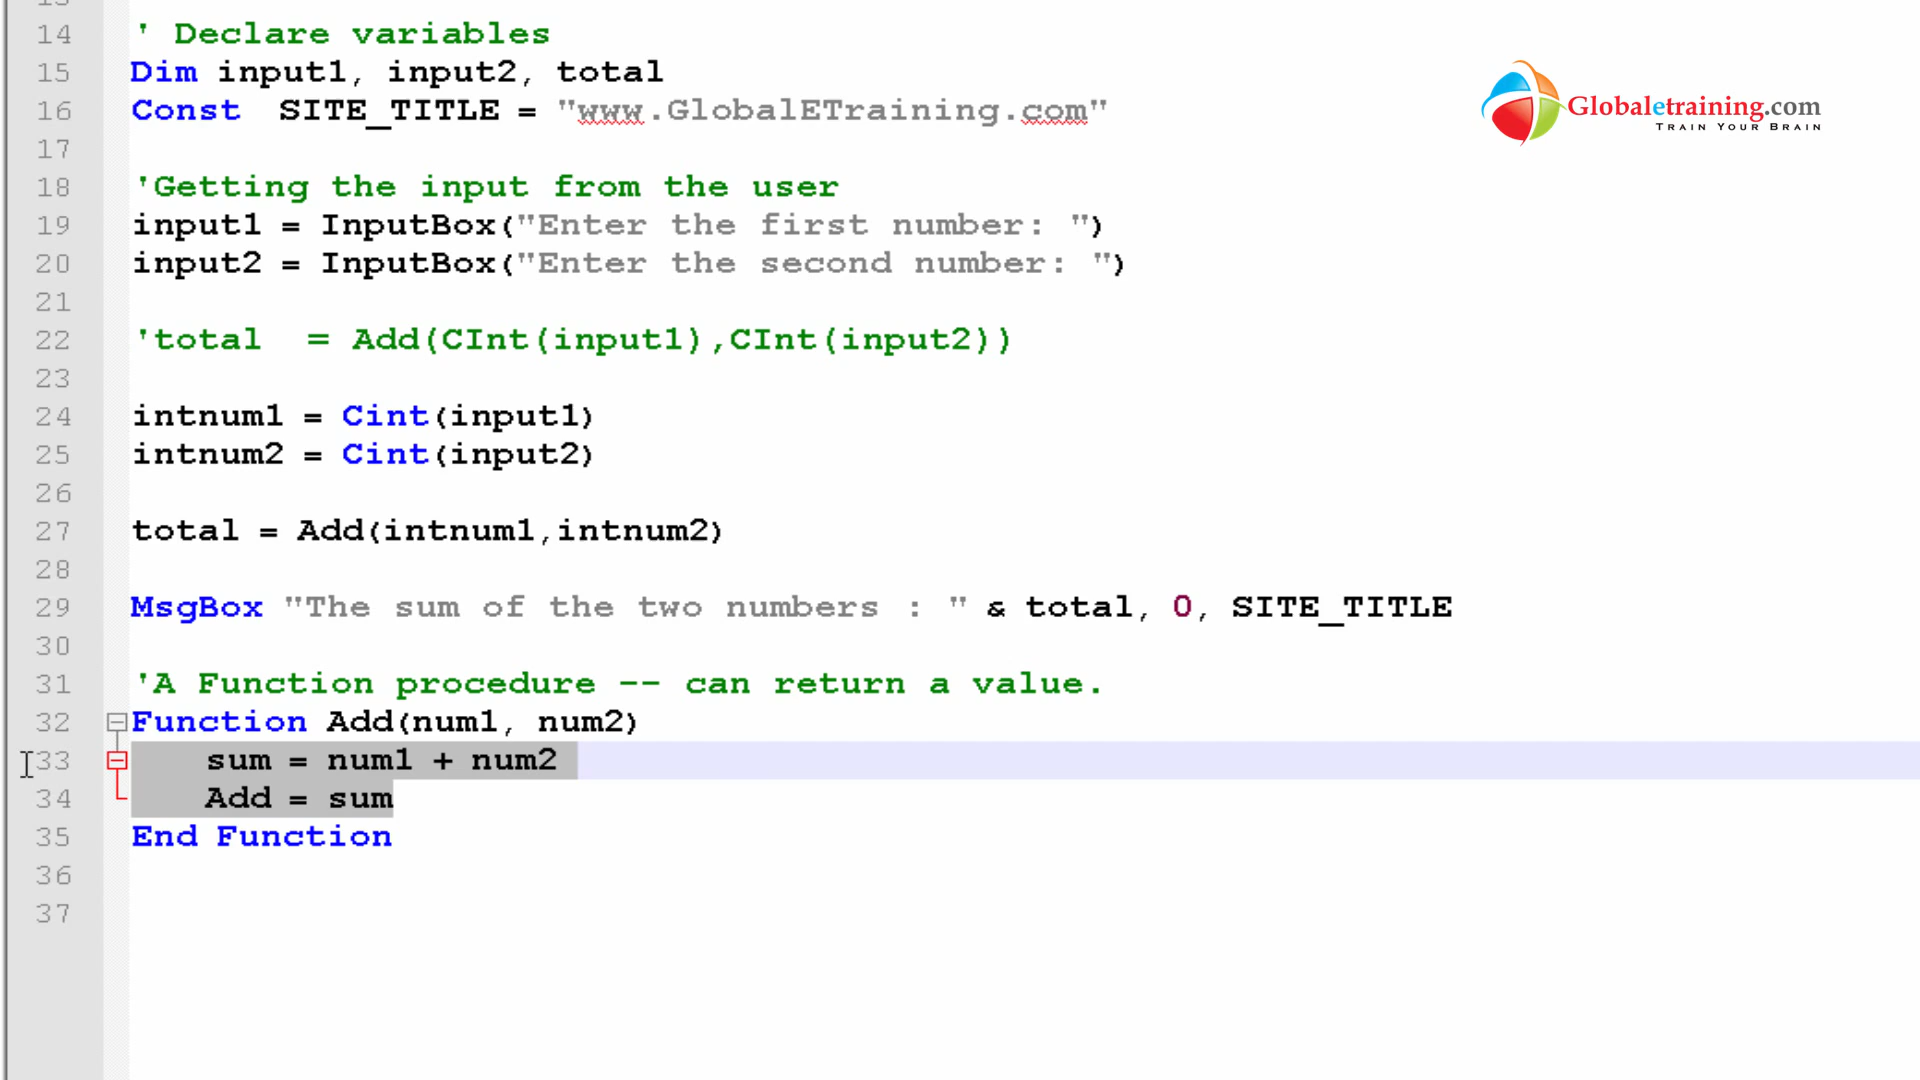 14 ' Declare variables
15 Dim input1, input2, total
16 Const  SITE_TITLE = "www.GlobalETraining.com"
17
18 'Getting the input from the user
19 input1 = InputBox("Enter the first number: ")
20 input2 = InputBox("Enter the second number: ")
21
22 'total  = Add(CInt(input1),CInt(input2))
23
24 intnum1 = Cint(input1)
25 intnum2 = Cint(input2)
26
27 total = Add(intnum1,intnum2)
28
29 MsgBox "The sum of the two numbers : " & total, 0, SITE_TITLE
30
31 'A Function procedure -- can return a value.
32 Function Add(num1, num2)
33     sum = num1 + num2
34     Add = sum
35 End Function
36
37
Globaletraining.com
TRAIN YOUR BRAIN